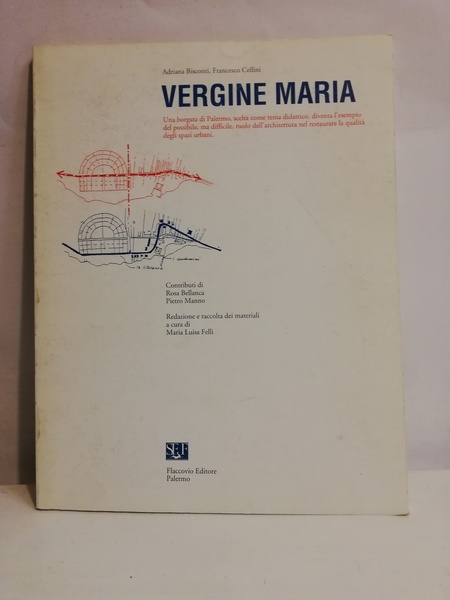 Adriana Bisconti, Francesco Cellini
VERGINE MARIA
Una borgata di Palermo, scelta come tema didattico, diventa l'esempio
del possibile, ma difficile, ruolo dell'architettura nel restaurare la qualità
degli spazi urbani.
Contributi di
Rosa Bellanca
Pietro Manno
Redazione e raccolta dei materiali
a cura di
Maria Luisa Felli
SEF
Flaccovio Editore
Palermo